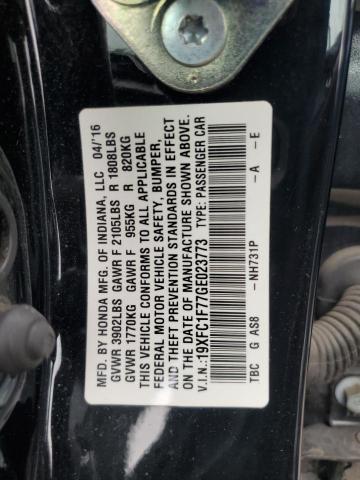 MFD. BY HONDA MFG. OF INDIANA, LLC 04/16
GVWR 3902LBS GAWR F 2105LBS R 1808LBS
GVWR 1770KG GAWR F 955KG R 820KG
THIS VEHICLE CONFORMS TO ALL APPLICABLE
FEDERAL MOTOR VEHICLE SAFETY, BUMPER,
AND THEFT PREVENTION STANDARDS IN EFFECT
ON THE DATE OF MANUFACTURE SHOWN ABOVE.
V.I.N.:19XFC1F77GE023773 TYPE: PASSENGER CAR
TBC G AS8 –NH731P –A –E